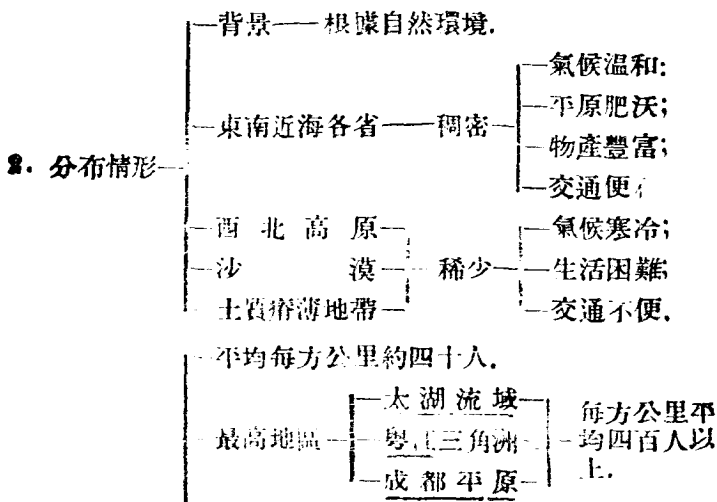 背景——根據自然環境.
氣候溫和:
平原肥沃;
東南近海各省——稠密
物產豐富;
交通便
2. 分布情形
西北高原
氣候寒冷;
沙漠
稀少
生活困難;
土質瘠薄地帶
交通不便.
平均每方公里約四十人.
太湖流域
最高地區
粵江三角洲
成都平原
每方公里平
均四百人以
上.